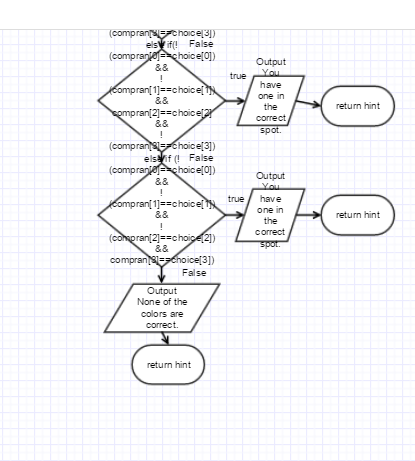 (compran[3]==choice[3])
else if(! False
(compran[0]==choice[0])
&&
!
(compran[1]==choice[1])
&&
compran[2]==choice[2]
&&
!
(compran[3]==choice[3])
true
Output
You
have
one in
the
correct
spot.
return hint
else if (! False
(compran[0]==choice[0])
&&
!
(compran[1]==choice[1])
&&
!
(compran[2]==choice[2])
&&
compran[3]==choice[3])
true
Output
You
have
one in
the
correct
spot.
return hint
False
Output
None of the
colors are
correct.
return hint